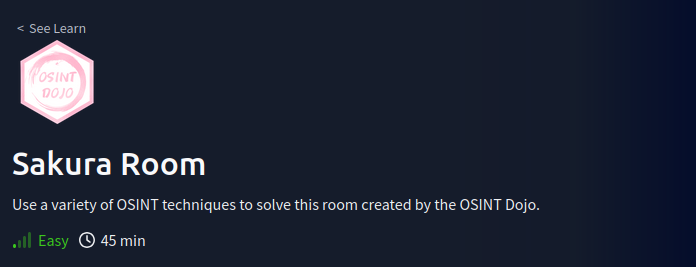 < See Learn
OSINT
DOJO
Sakura Room
Use a variety of OSINT techniques to solve this room created by the OSINT Dojo.
Easy 45 min